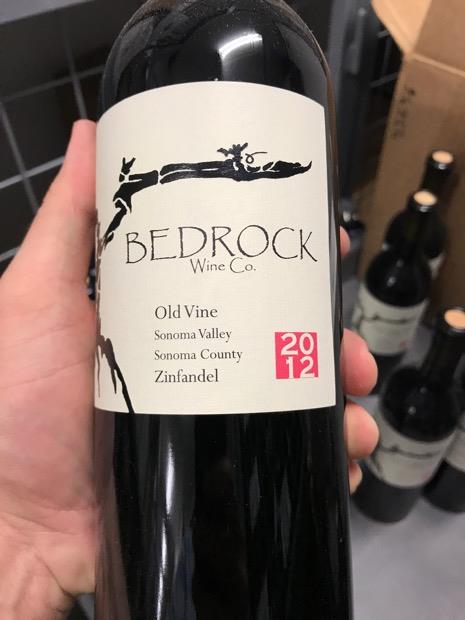 BEDROCK
Wine Co.
Old Vine
Sonoma Valley
Sonoma County
Zinfandel
20
12